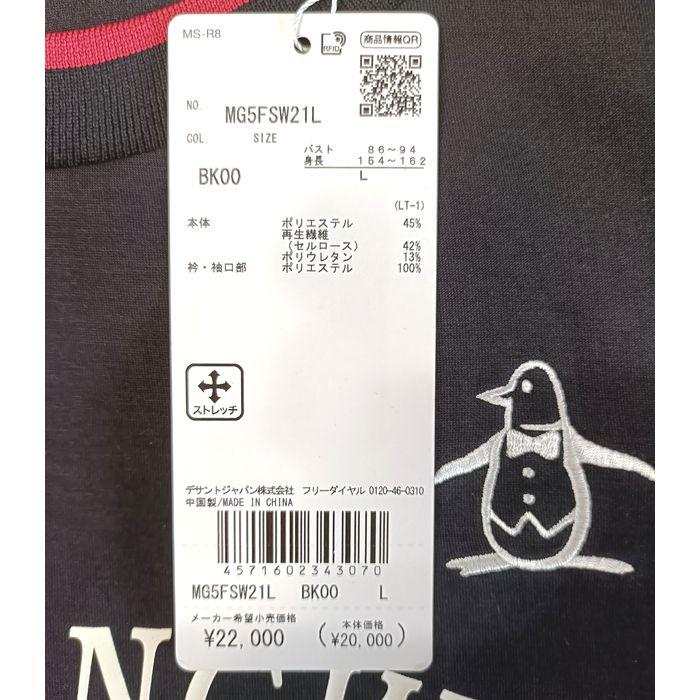 MS-R8
RFID
商品情報QR
NO. MG5FSW21L
COL. SIZE
バスト 86～94
身長 154～162
BK00 L
(LT-1)
本体 ポリエステル 45%
再生繊維
(セルロース) 42%
ポリウレタン 13%
衿・袖口部 ポリエステル 100%
ストレッチ
デサントジャパン株式会社 フリーダイヤル 0120-46-0310
中国製/MADE IN CHINA
4571602343070
MG5FSW21L BK00 L
メーカー希望小売価格 本体価格
¥22,000 (¥20,000)